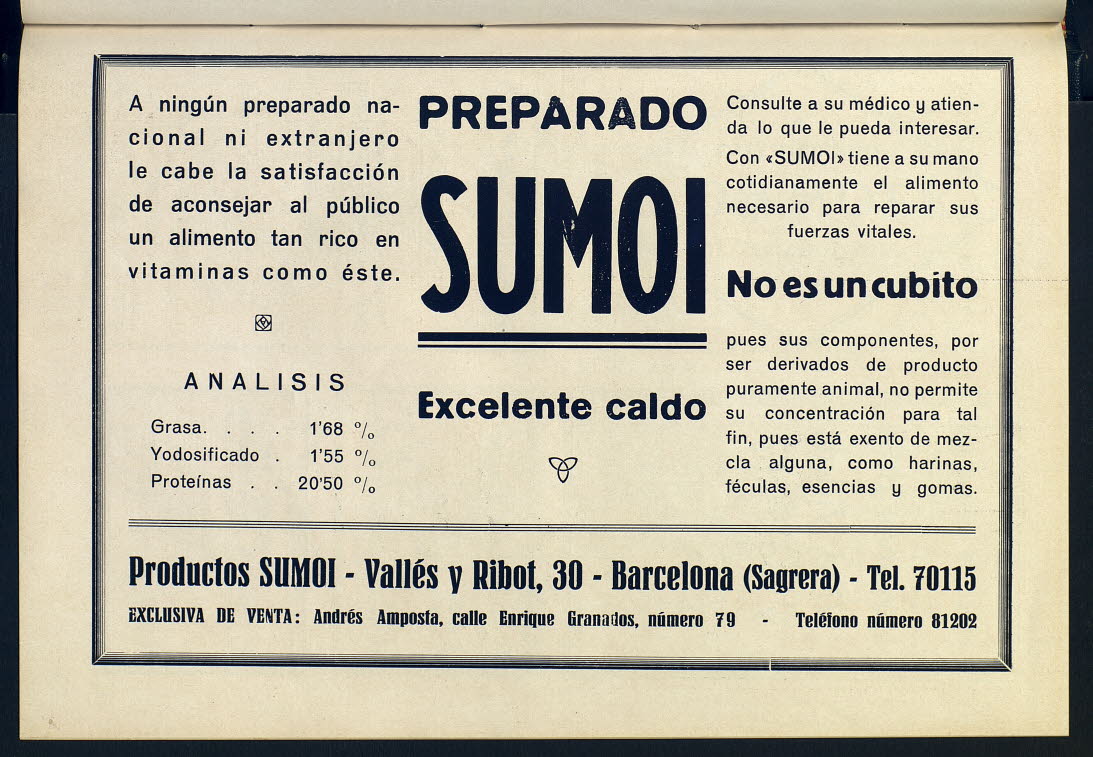 A ningún preparado na-
cional ni extranjero
le cabe la satisfacción
de aconsejar al público
un alimento tan rico en
vitaminas como éste.
ANALISIS
Grasa. . . . 1'68 %
Yodosificado . 1'55 %
Proteínas . . 20'50 %
PREPARADO
SUMOI
Excelente caldo
Consulte a su médico y atien-
da lo que le pueda interesar.
Con «SUMOI» tiene a su mano
cotidianamente el alimento
necesario para reparar sus
fuerzas vitales.
No es un cubito
pues sus componentes, por
ser derivados de producto
puramente animal, no permite
su concentración para tal
fin, pues está exento de mez-
cla alguna, como harinas,
féculas, esencias y gomas.
Productos SUMOI - Vallés y Ribot, 30 - Barcelona (Sagrera) - Tel. 70115
EXCLUSIVA DE VENTA: Andrés Amposta, calle Enrique Granados, número 79 - Teléfono número 81202